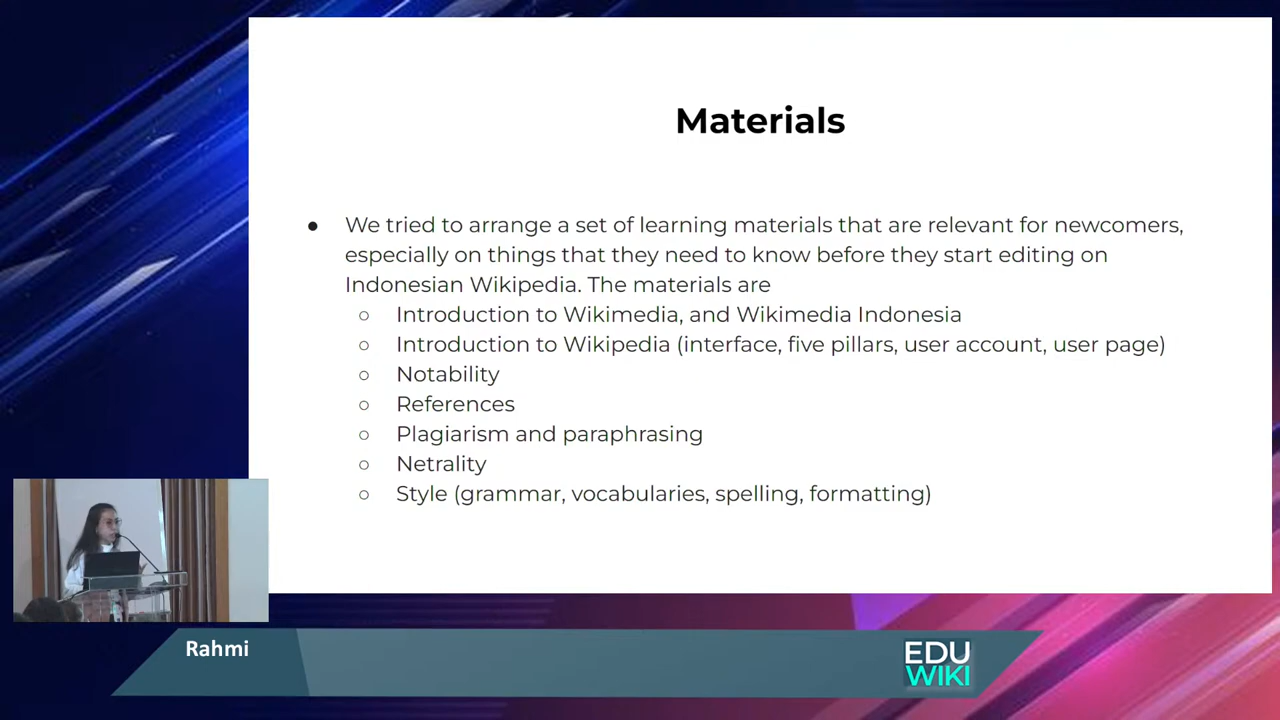 Materials
● We tried to arrange a set of learning materials that are relevant for newcomers,
especially on things that they need to know before they start editing on
Indonesian Wikipedia. The materials are
○ Introduction to Wikimedia, and Wikimedia Indonesia
○ Introduction to Wikipedia (interface, five pillars, user account, user page)
○ Notability
○ References
○ Plagiarism and paraphrasing
○ Netrality
○ Style (grammar, vocabularies, spelling, formatting)
Rahmi
EDU
WIKI